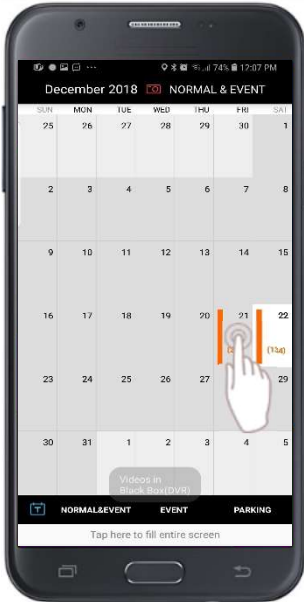 74% 12:07 PM
December 2018 NORMAL & EVENT
SUN MON TUE WED THU FRI SAT
25 26 27 28 29 30 1
2 3 4 5 6 7 8
9 10 11 12 13 14 15
16 17 18 19 20 21 22
(134)
23 24 25 26 27 29
30 31 1 2 3 4 5
Videos in
Black Box(DVR)
NORMAL&EVENT EVENT PARKING
Tap here to fill entire screen